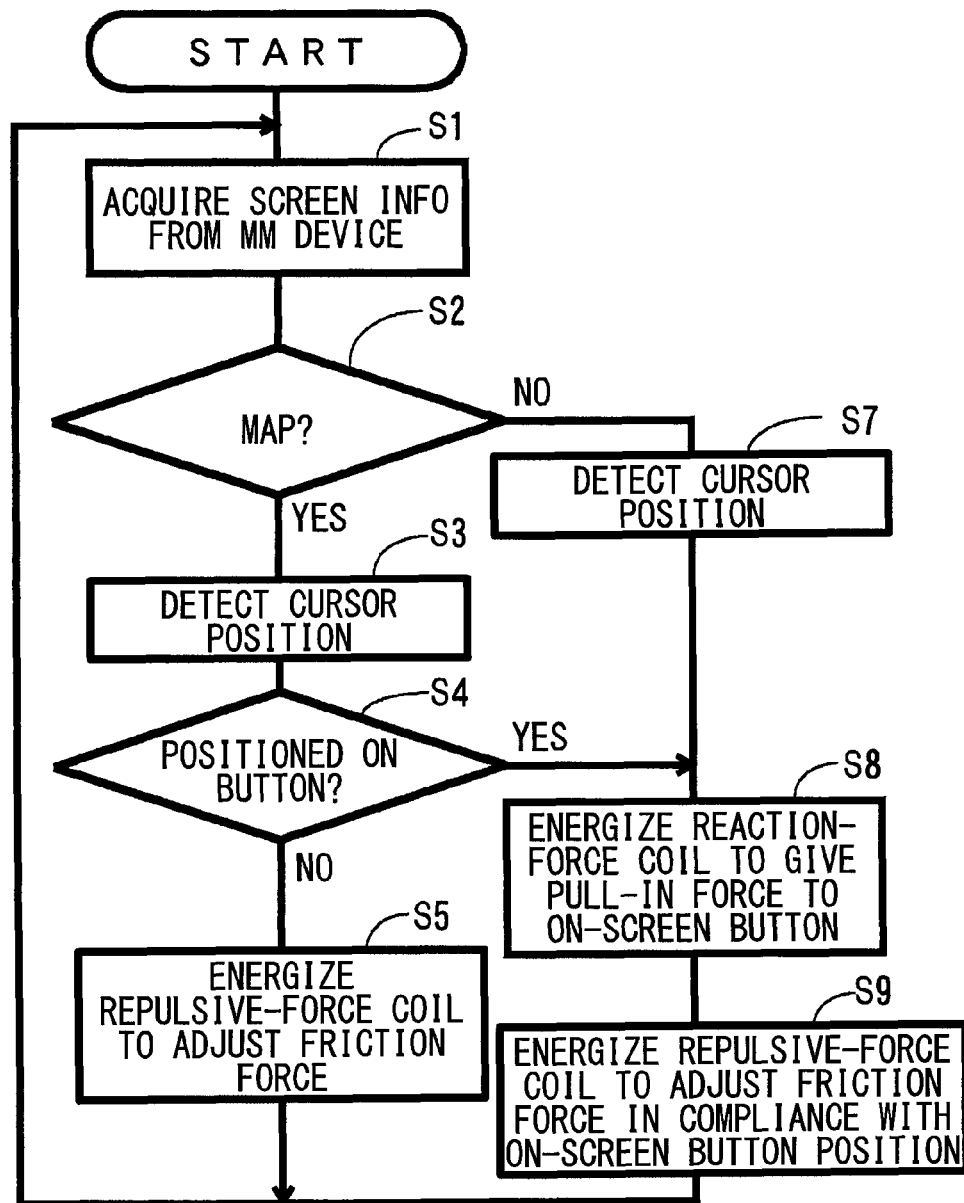 START
S1
ACQUIRE SCREEN INFO
FROM MM DEVICE
S2
MAP?
NO
YES
S7
DETECT CURSOR
POSITION
S3
DETECT CURSOR
POSITION
S4
POSITIONED ON
BUTTON?
YES
NO
S8
ENERGIZE REACTION-
FORCE COIL TO GIVE
PULL-IN FORCE TO
ON-SCREEN BUTTON
S5
ENERGIZE
REPULSIVE-FORCE COIL
TO ADJUST FRICTION
FORCE
S9
ENERGIZE REPULSIVE-FORCE
COIL TO ADJUST FRICTION
FORCE IN COMPLIANCE WITH
ON-SCREEN BUTTON POSITION